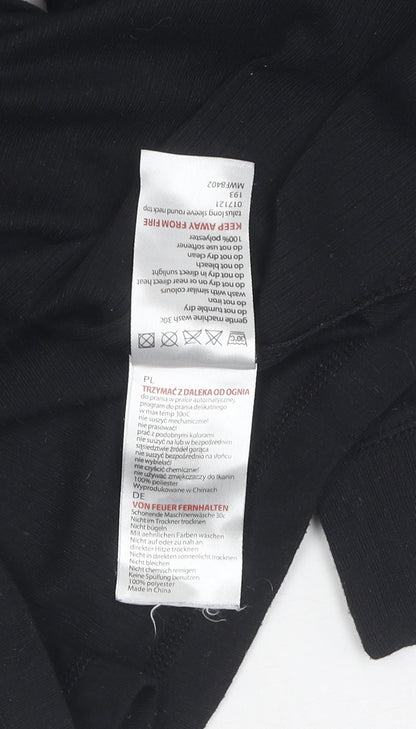 gentle machine wash 30c
do not tumble dry
do not iron
wash with similar colours
do not dry on or near direct heat
do not dry in direct sunlight
do not bleach
do not dry clean
do not use softener
100% polyester
KEEP AWAY FROM FIRE
talus long sleeve round neck top
017121
193
MWF8402
30°C
PL
TRZYMAĆ Z DALEKA OD OGNIA
do prania w pralce automatycznej,
program do prania delikatnego
w max temp 30oC
nie suszyć mechanicznie!
nie prasować!
prać z podobnymi kolorami
nie suszyć na lub w bezpośrednim
sąsiedztwie źródeł gorąca
nie suszyć bezpośrednio na słońcu
nie wybielać!
nie czyścić chemicznie!
nie używać zmiękczaczy do tkanin
100% poliester
Wyprodukowane w Chinach
DE
VON FEUER FERNHALTEN
Schonende Maschinenwäsche 30c
Nicht im Trockner trocknen
Nicht bügeln
Mit aehnlichen Farben waschen
Nicht auf oder zu nah an
direkter Hitze trocknen
Nicht in direkten sonnenlicht trocknen
Nicht bleichen
Nicht chemisch reinigen
Keine Spülung benutzen
100% polyester
Made in China